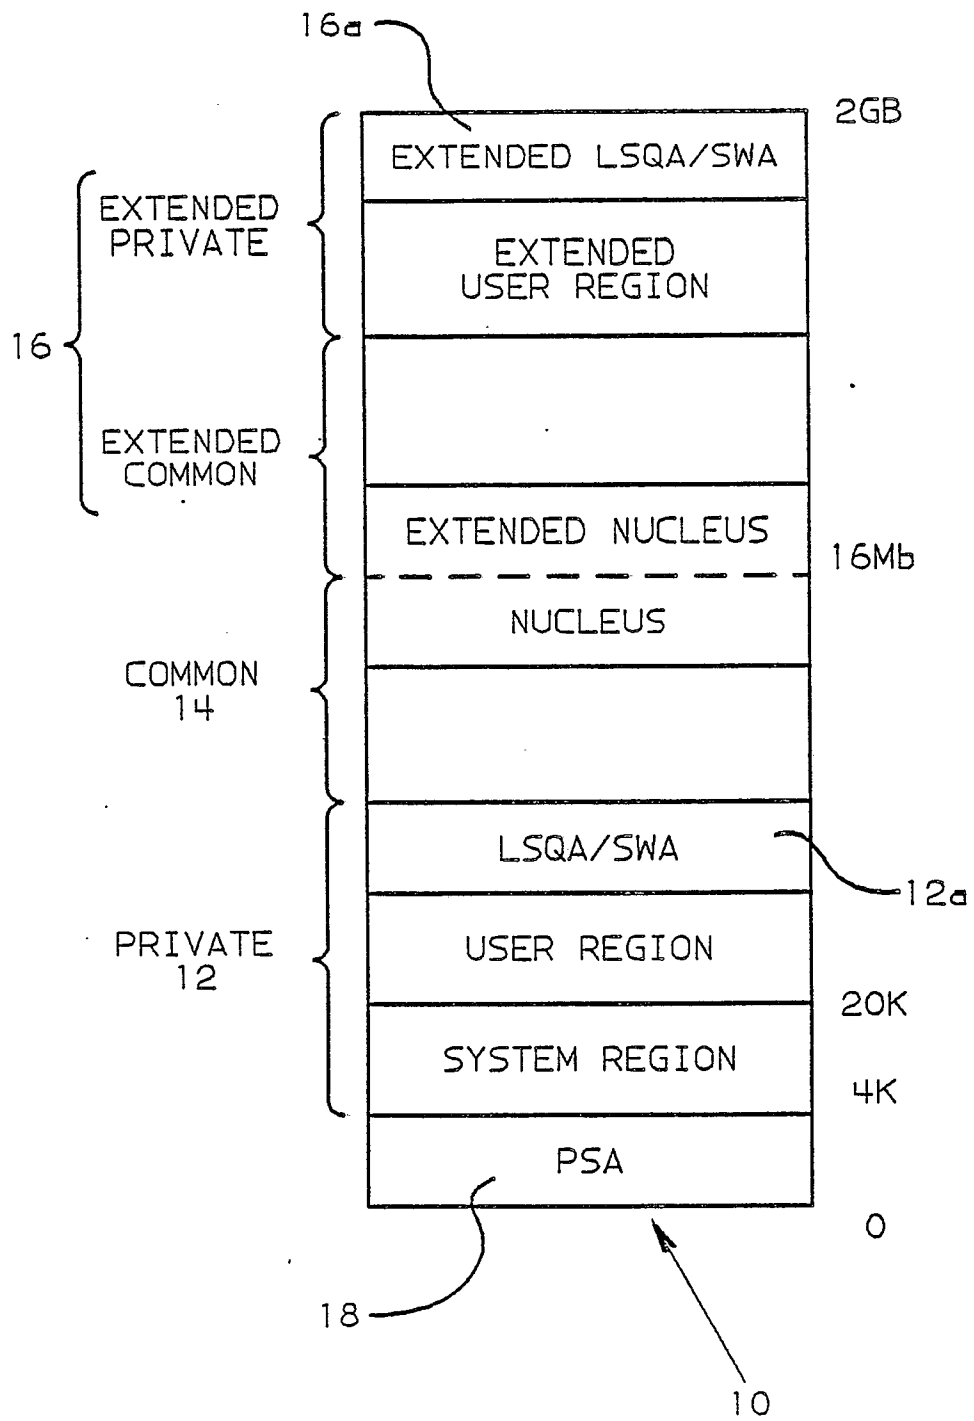 16a
2GB
EXTENDED LSQA/SWA
EXTENDED
PRIVATE
EXTENDED
USER REGION
16
EXTENDED
COMMON
EXTENDED NUCLEUS
16Mb
NUCLEUS
COMMON
14
LSQA/SWA
12a
PRIVATE
12
USER REGION
20K
SYSTEM REGION
4K
PSA
0
18
10